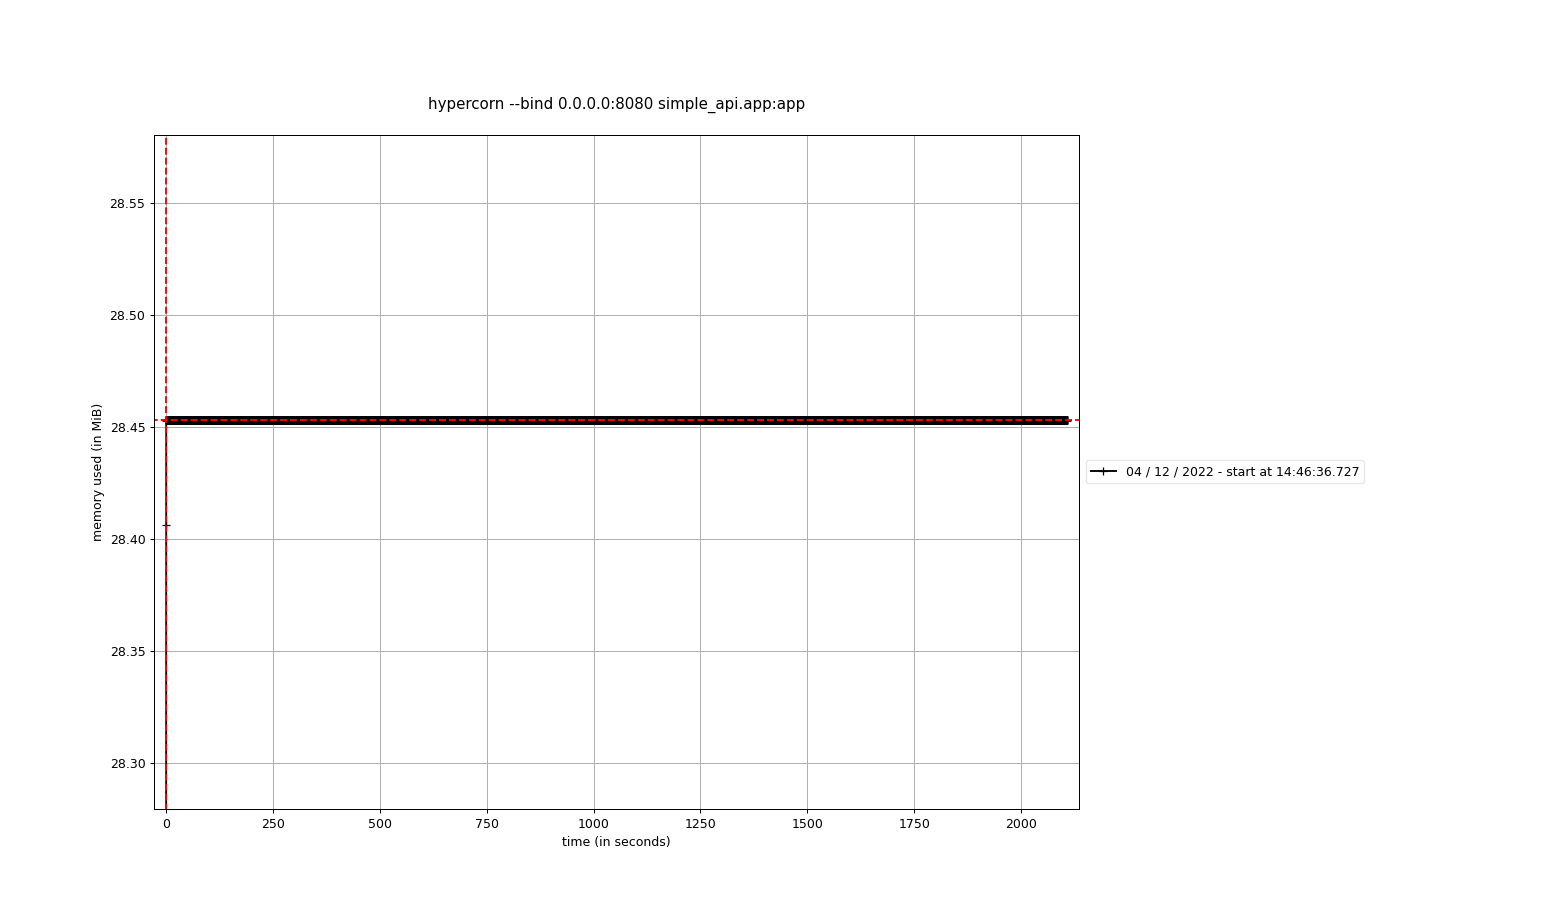 hypercorn --bind 0.0.0.0:8080 simple_api.app:app
28.55
28.50
28.45
28.40
28.35
28.30
memory used (in MiB)
0 250 500 750 1000 1250 1500 1750 2000
time (in seconds)
04 / 12 / 2022 - start at 14:46:36.727